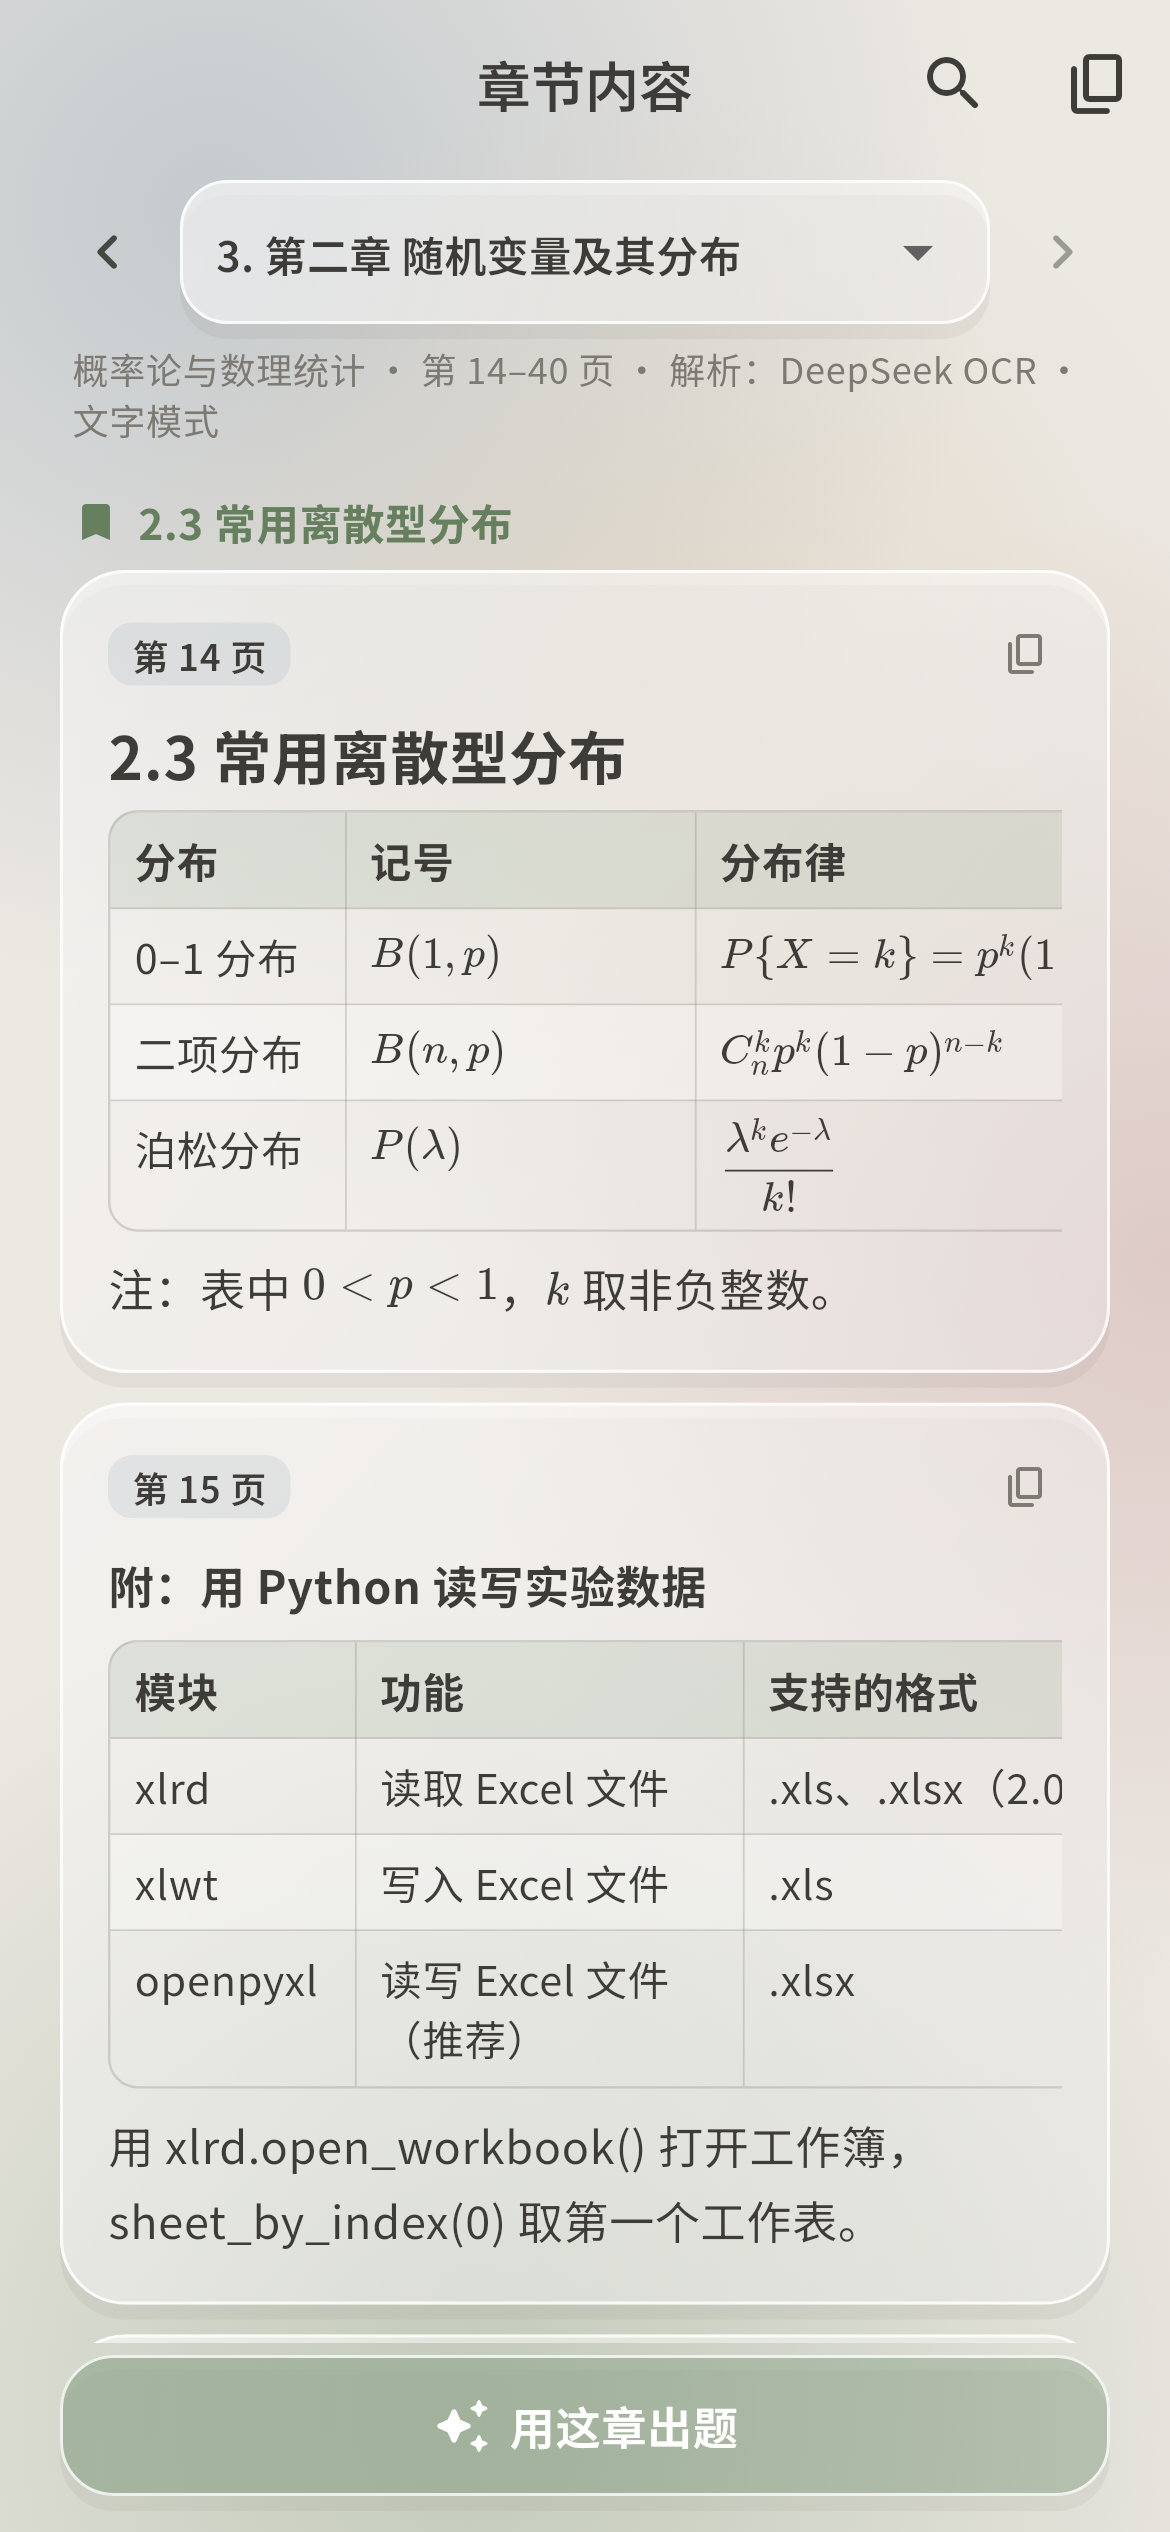 章节内容
3. 第二章 随机变量及其分布
概率论与数理统计 · 第 14–40 页 · 解析：DeepSeek OCR ·
文字模式
2.3 常用离散型分布
第 14 页
2.3 常用离散型分布
分布 记号 分布律
0–1 分布 B(1, p) P{X = k} = p^k(1
二项分布 B(n, p) C_n^k p^k(1 − p)^{n−k}
泊松分布 P(λ) λ^k e^{−λ} / k!
注：表中 0 < p < 1，k 取非负整数。
第 15 页
附：用 Python 读写实验数据
模块 功能 支持的格式
xlrd 读取 Excel 文件 .xls、.xlsx（2.0
xlwt 写入 Excel 文件 .xls
openpyxl 读写 Excel 文件 .xlsx
（推荐）
用 xlrd.open_workbook() 打开工作簿，
sheet_by_index(0) 取第一个工作表。
用这章出题